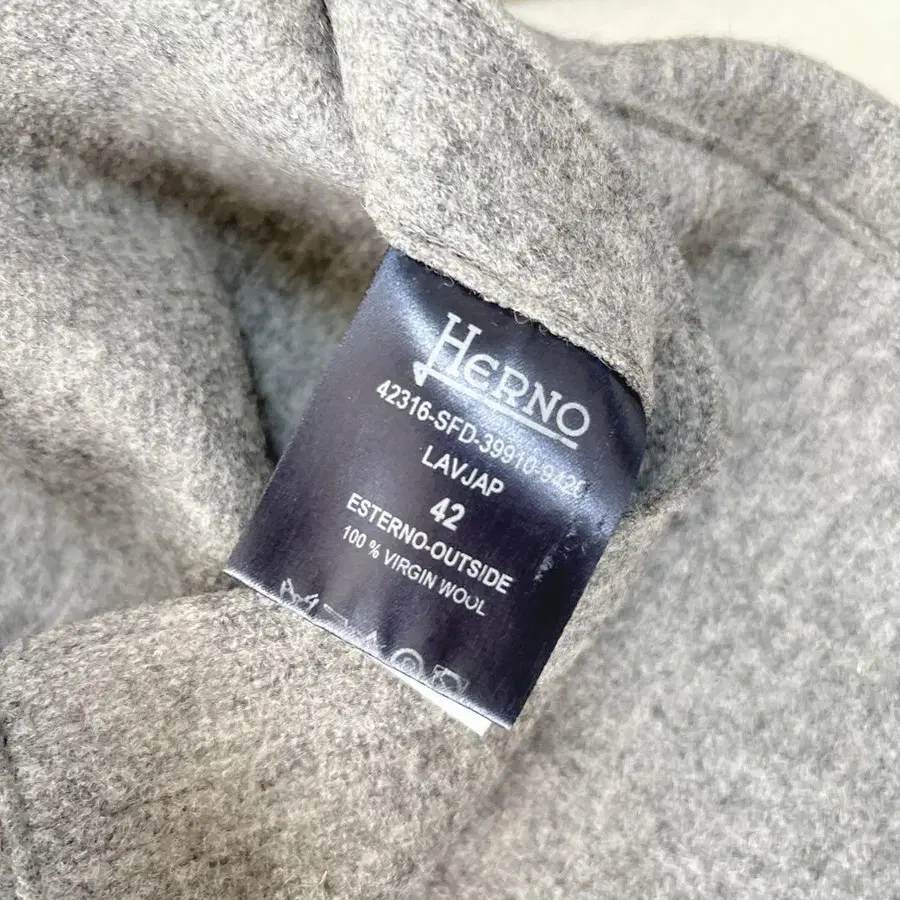 HERNO
42316-SFD-39910-942
LAVJAP
42
ESTERNO-OUTSIDE
100 % VIRGIN WOOL